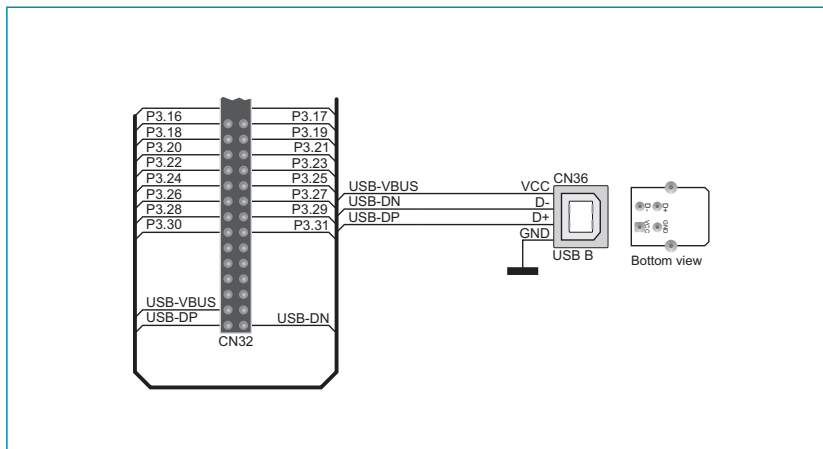 P3.16 P3.17
P3.18 P3.19
P3.20 P3.21
P3.22 P3.23
P3.24 P3.25
P3.26 P3.27
P3.28 P3.29
P3.30 P3.31
USB-VBUS
USB-DP USB-DN
CN32
USB-VBUS
USB-DN
USB-DP
CN36
VCC
D-
D+
GND
USB B
D- D+
VCC GND
Bottom view